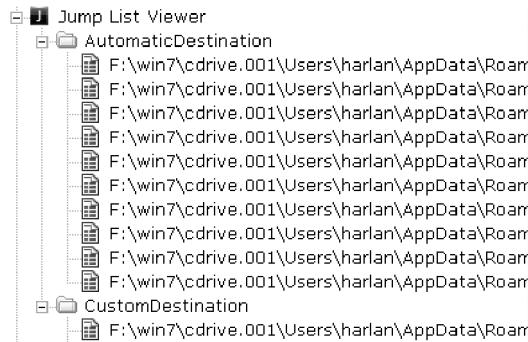 Jump List Viewer
AutomaticDestination
F:\win7\cdrive.001\Users\harlan\AppData\Roam
F:\win7\cdrive.001\Users\harlan\AppData\Roam
F:\win7\cdrive.001\Users\harlan\AppData\Roam
F:\win7\cdrive.001\Users\harlan\AppData\Roam
F:\win7\cdrive.001\Users\harlan\AppData\Roam
F:\win7\cdrive.001\Users\harlan\AppData\Roam
F:\win7\cdrive.001\Users\harlan\AppData\Roam
F:\win7\cdrive.001\Users\harlan\AppData\Roam
F:\win7\cdrive.001\Users\harlan\AppData\Roam
F:\win7\cdrive.001\Users\harlan\AppData\Roam
CustomDestination
F:\win7\cdrive.001\Users\harlan\AppData\Roam